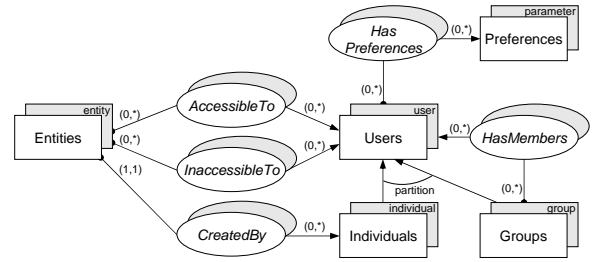 parameter
Has
Preferences
(0,*)
Preferences
(0,*)
entity
(0,*)
AccessibleTo
(0,*)
user
Entities
(0,*)
Users
(0,*)
HasMembers
(1,1)
InaccessibleTo
(0,*)
partition
(0,*)
CreatedBy
(0,*)
individual
Individuals
group
Groups